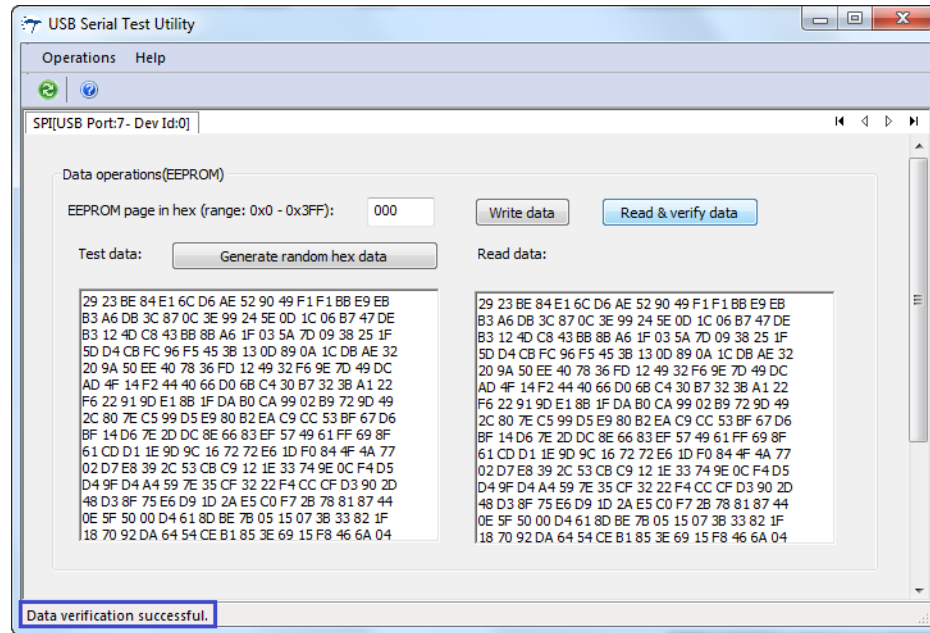 USB Serial Test Utility
Operations Help
SPI[USB Port:7- Dev Id:0]
Data operations(EEPROM)
EEPROM page in hex (range: 0x0 - 0x3FF): 000 Write data Read & verify data
Test data: Generate random hex data Read data:
29 23 BE 84 E1 6C D6 AE 52 90 49 F1 F1 BB E9 EB
B3 A6 DB 3C 87 0C 3E 99 24 5E 0D 1C 06 B7 47 DE
B3 12 4D C8 43 BB 8B A6 1F 03 5A 7D 09 38 25 1F
5D D4 CB FC 96 F5 45 3B 13 0D 89 0A 1C DB AE 32
20 9A 50 EE 40 78 36 FD 12 49 32 F6 9E 7D 49 DC
AD 4F 14 F2 44 40 66 D0 6B C4 30 B7 32 3B A1 22
F6 22 91 9D E1 8B 1F DA B0 CA 99 02 B9 72 9D 49
2C 80 7E C5 99 D5 E9 80 B2 EA C9 CC 53 BF 67 D6
BF 14 D6 7E 2D DC 8E 66 83 EF 57 49 61 FF 69 8F
61 CD D1 1E 9D 9C 16 72 72 E6 1D F0 84 4F 4A 77
02 D7 E8 39 2C 53 CB C9 12 1E 33 74 9E 0C F4 D5
D4 9F D4 A4 59 7E 35 CF 32 22 F4 CC CF D3 90 2D
48 D3 8F 75 E6 D9 1D 2A E5 C0 F7 2B 78 81 87 44
0E 5F 50 00 D4 61 8D BE 7B 05 15 07 3B 33 82 1F
18 70 92 DA 64 54 CE B1 85 3E 69 15 F8 46 6A 04
29 23 BE 84 E1 6C D6 AE 52 90 49 F1 F1 BB E9 EB
B3 A6 DB 3C 87 0C 3E 99 24 5E 0D 1C 06 B7 47 DE
B3 12 4D C8 43 BB 8B A6 1F 03 5A 7D 09 38 25 1F
5D D4 CB FC 96 F5 45 3B 13 0D 89 0A 1C DB AE 32
20 9A 50 EE 40 78 36 FD 12 49 32 F6 9E 7D 49 DC
AD 4F 14 F2 44 40 66 D0 6B C4 30 B7 32 3B A1 22
F6 22 91 9D E1 8B 1F DA B0 CA 99 02 B9 72 9D 49
2C 80 7E C5 99 D5 E9 80 B2 EA C9 CC 53 BF 67 D6
BF 14 D6 7E 2D DC 8E 66 83 EF 57 49 61 FF 69 8F
61 CD D1 1E 9D 9C 16 72 72 E6 1D F0 84 4F 4A 77
02 D7 E8 39 2C 53 CB C9 12 1E 33 74 9E 0C F4 D5
D4 9F D4 A4 59 7E 35 CF 32 22 F4 CC CF D3 90 2D
48 D3 8F 75 E6 D9 1D 2A E5 C0 F7 2B 78 81 87 44
0E 5F 50 00 D4 61 8D BE 7B 05 15 07 3B 33 82 1F
18 70 92 DA 64 54 CE B1 85 3E 69 15 F8 46 6A 04
Data verification successful.